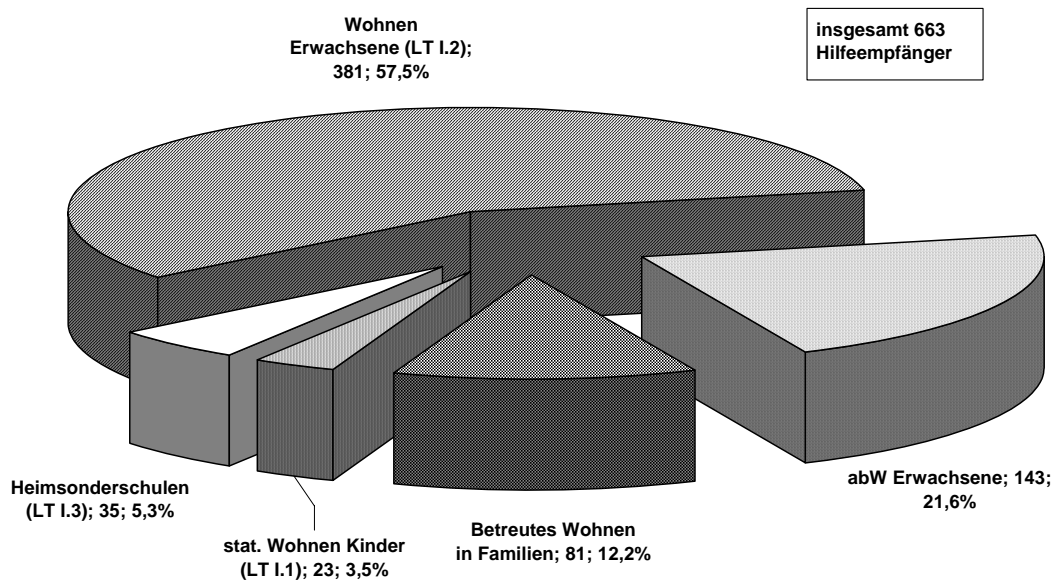 Wohnen
Erwachsene (LT I.2);
381; 57,5%
insgesamt 663
Hilfeempfänger
Heimsonderschulen
(LT I.3); 35; 5,3%
stat. Wohnen Kinder
(LT I.1); 23; 3,5%
Betreutes Wohnen
in Familien; 81; 12,2%
abW Erwachsene; 143;
21,6%